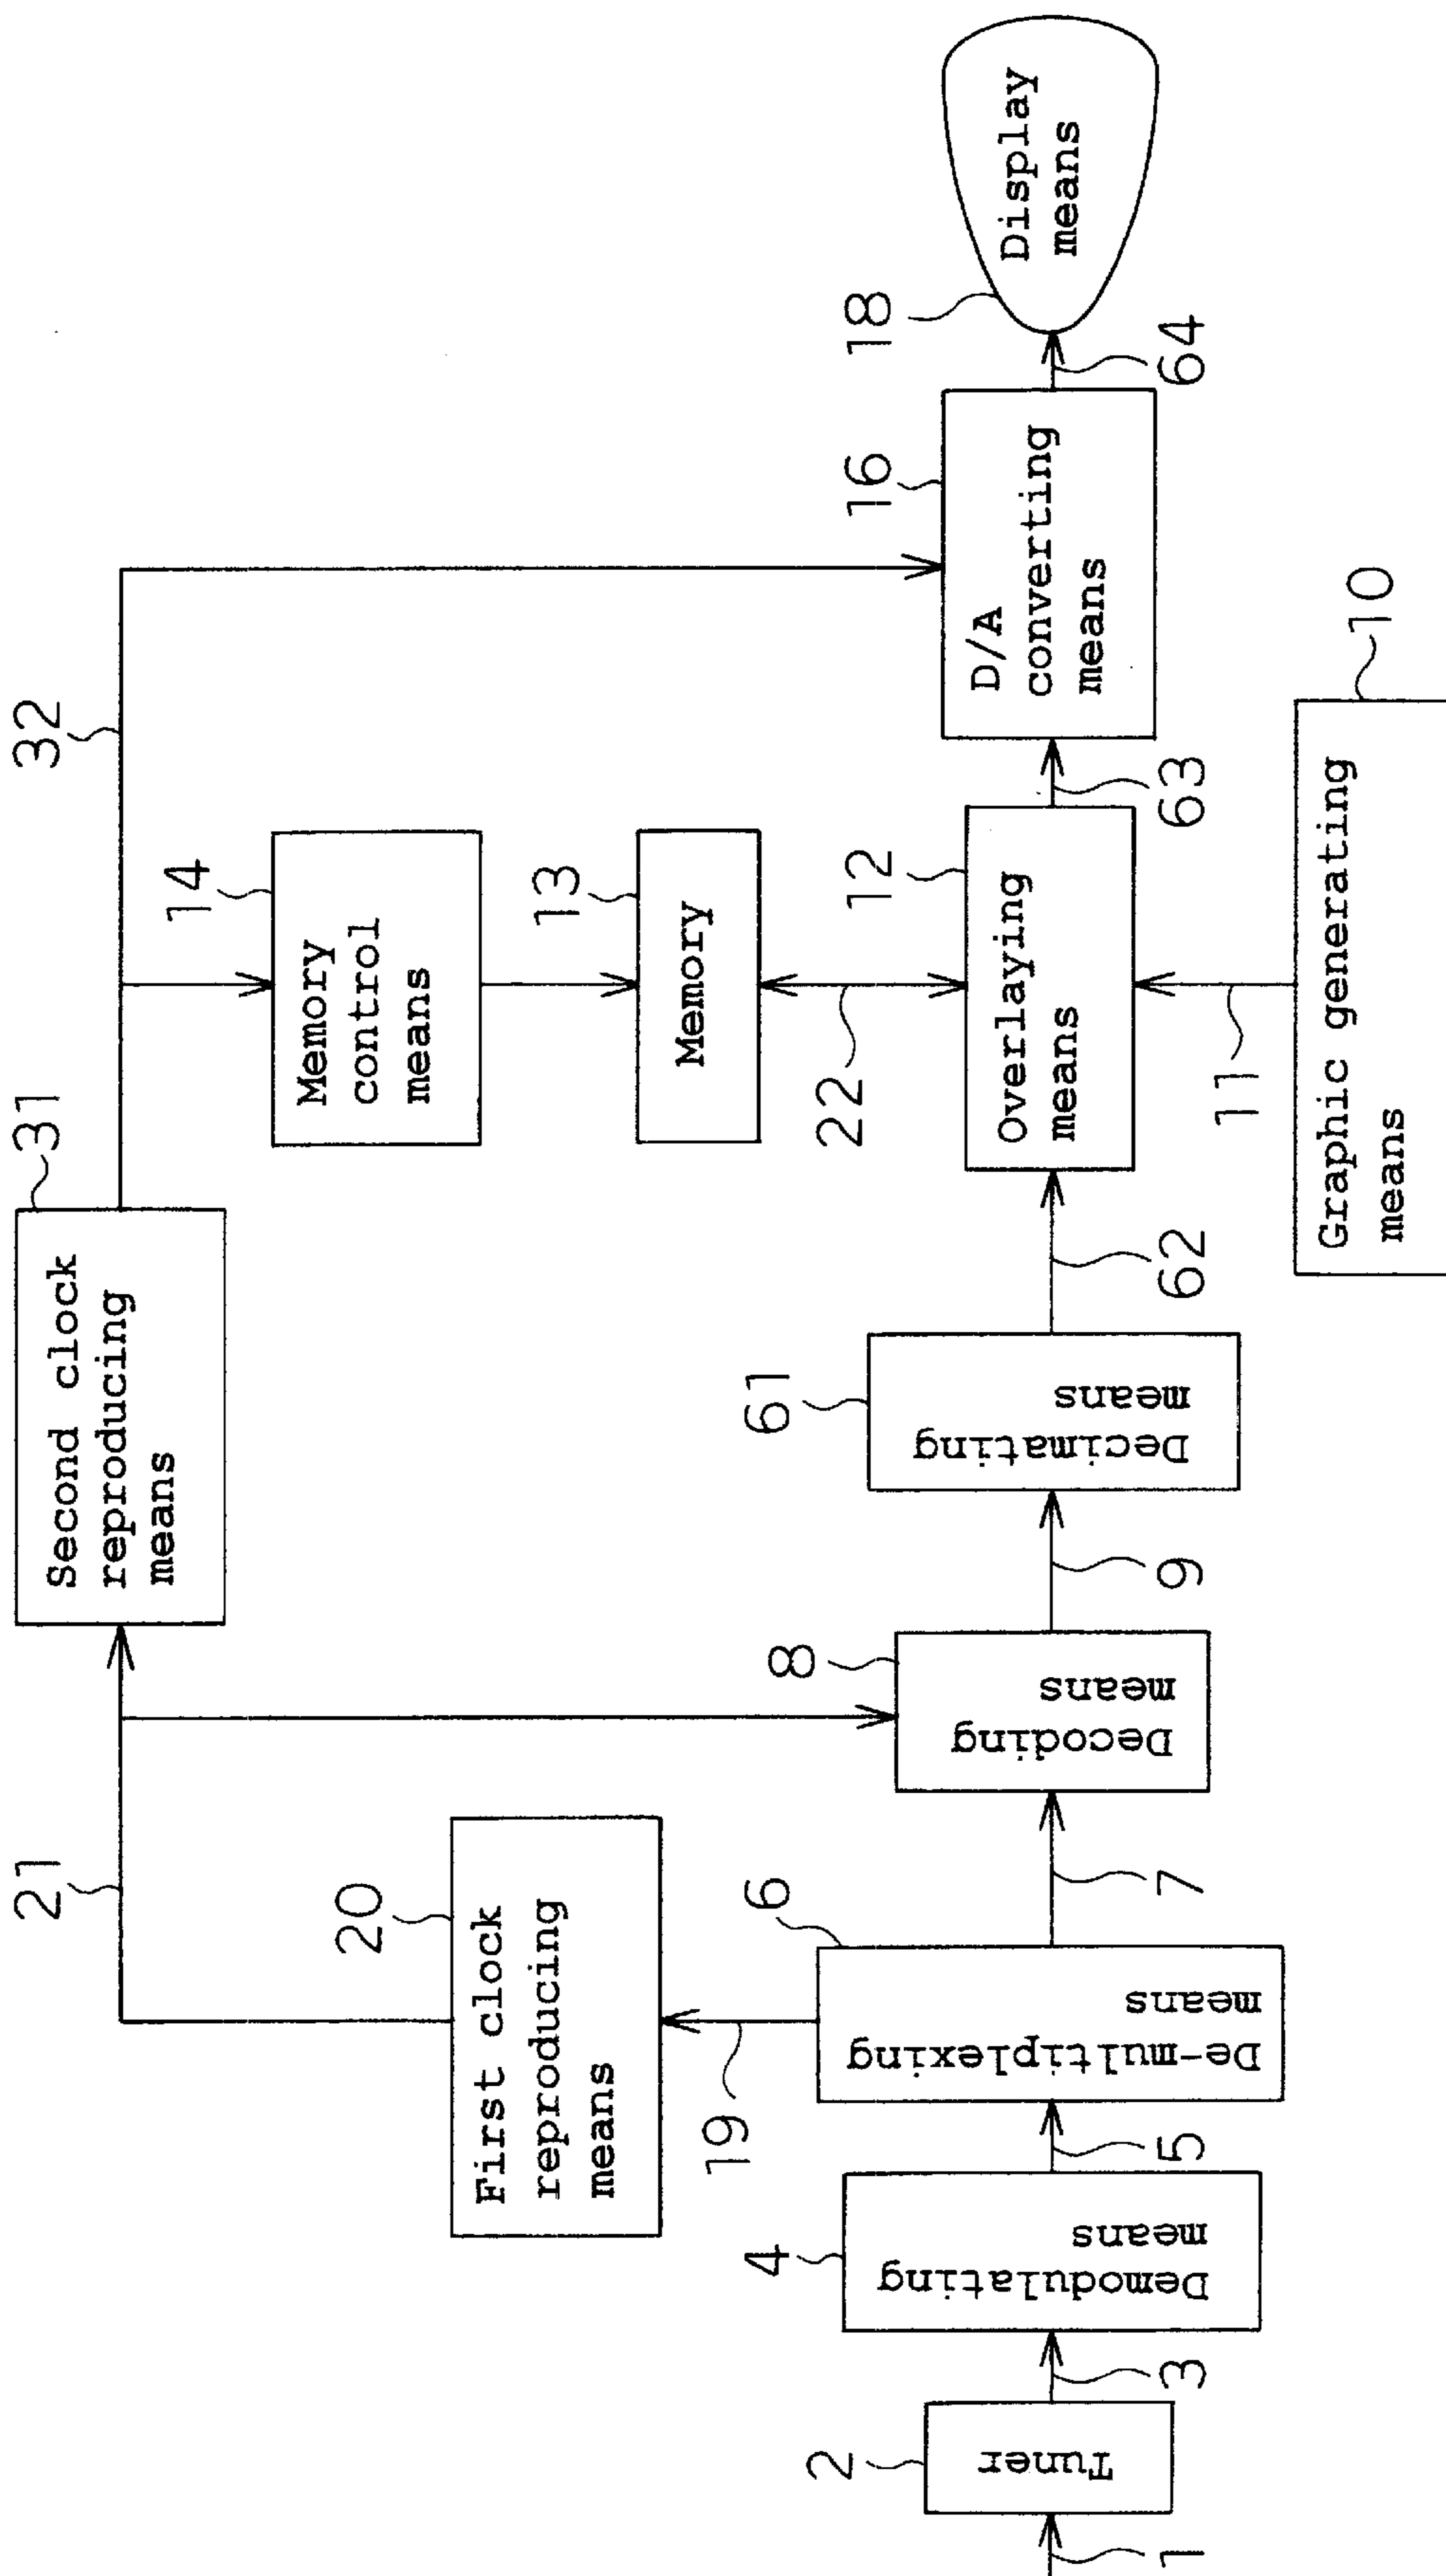 21
32
Second clock
reproducing
means
31
14
Memory
control
means
13
Memory
22
20
First clock
reproducing
means
19
1
2
Tuner
3
4
Demodulating
means
5
6
De-multiplexing
means
7
8
Decoding
means
9
61
Decimating
means
62
12
Overlaying
means
63
11
Graphic generating
means
10
16
D/A
converting
means
64
18
Display
means